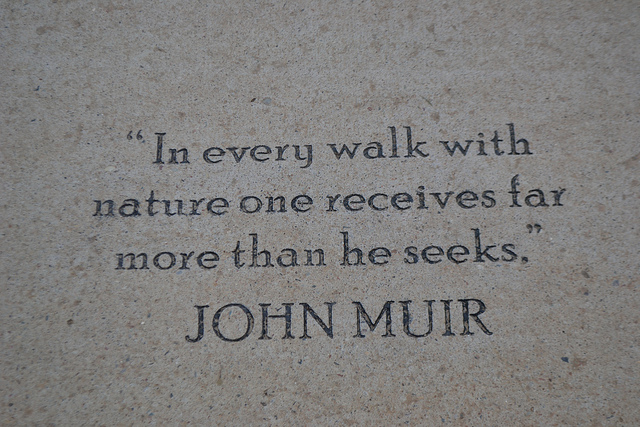 “In every walk with
nature one receives far
more than he seeks.”
JOHN MUIR